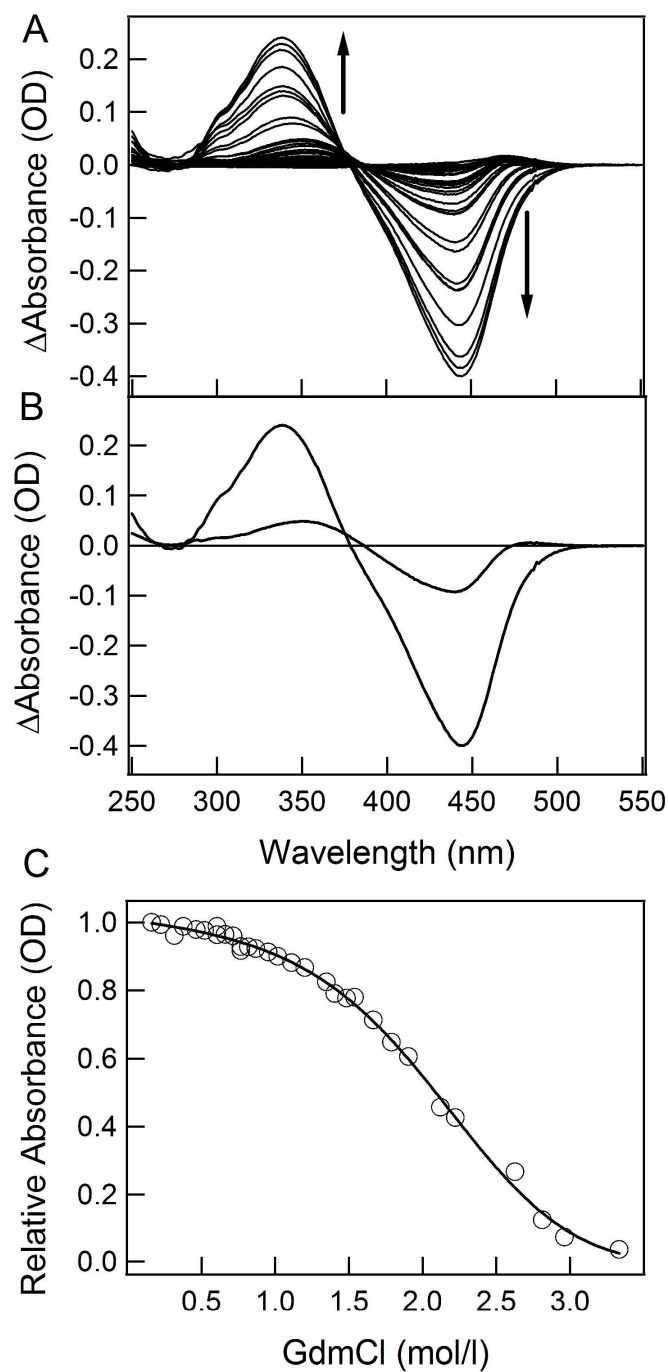 A
ΔAbsorbance (OD)
0.2
0.1
0.0
-0.1
-0.2
-0.3
-0.4
B
ΔAbsorbance (OD)
0.2
0.1
0.0
-0.1
-0.2
-0.3
-0.4
250 300 350 400 450 500 550
Wavelength (nm)
C
Relative Absorbance (OD)
1.0
0.8
0.6
0.4
0.2
0.0
0.5 1.0 1.5 2.0 2.5 3.0
GdmCl (mol/l)